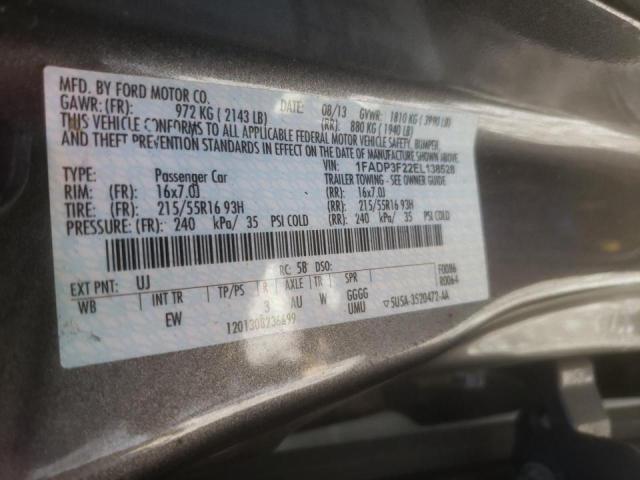 MFD. BY FORD MOTOR CO. DATE: 08/13 GVWR: 1810 KG ( 3990 LB)
GAWR: (FR): 972 KG ( 2143 LB) (RR): 880 KG ( 1940 LB)
THIS VEHICLE CONFORMS TO ALL APPLICABLE FEDERAL MOTOR VEHICLE SAFETY, BUMPER,
AND THEFT PREVENTION STANDARDS IN EFFECT ON THE DATE OF MANUFACTURE SHOWN ABOVE.
VIN: 1FADP3F22EL138528
TYPE: Passenger Car TRAILER TOWING - SEE OWNER GUIDE
RIM: (FR): 16x7.0J (RR): 16x7.0J
TIRE: (FR): 215/55R16 93H (RR): 215/55R16 93H
PRESSURE: (FR): 240 kPa/ 35 PSI COLD (RR): 240 kPa/ 35 PSI COLD
F0086
R0064
EXT PNT: UJ RC: 58 DSO:
WB INT TR TP/PS R AXLE TR SPR
EW 3 AU W GGGG
UMU 5U5A-3520472-AA
1201308236699